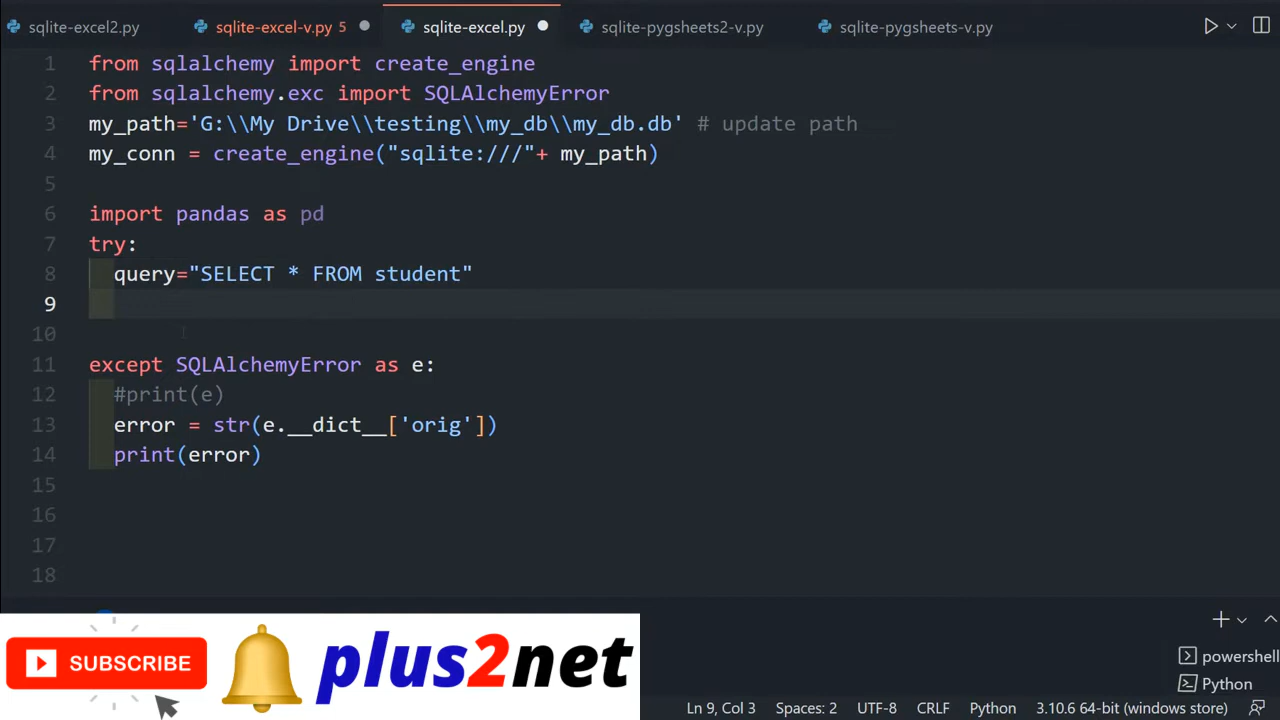 sqlite-excel2.py sqlite-excel-v.py 5 sqlite-excel.py sqlite-pygsheets2-v.py sqlite-pygsheets-v.py
1 from sqlalchemy import create_engine
2 from sqlalchemy.exc import SQLAlchemyError
3 my_path='G:\\My Drive\\testing\\my_db\\my_db.db' # update path
4 my_conn = create_engine("sqlite:///"+ my_path)
5
6 import pandas as pd
7 try:
8 query="SELECT * FROM student"
9
10
11 except SQLAlchemyError as e:
12 #print(e)
13 error = str(e.__dict__['orig'])
14 print(error)
15
16
17
18
SUBSCRIBE plus2net
powershell
Python
Ln 9, Col 3 Spaces: 2 UTF-8 CRLF Python 3.10.6 64-bit (windows store)